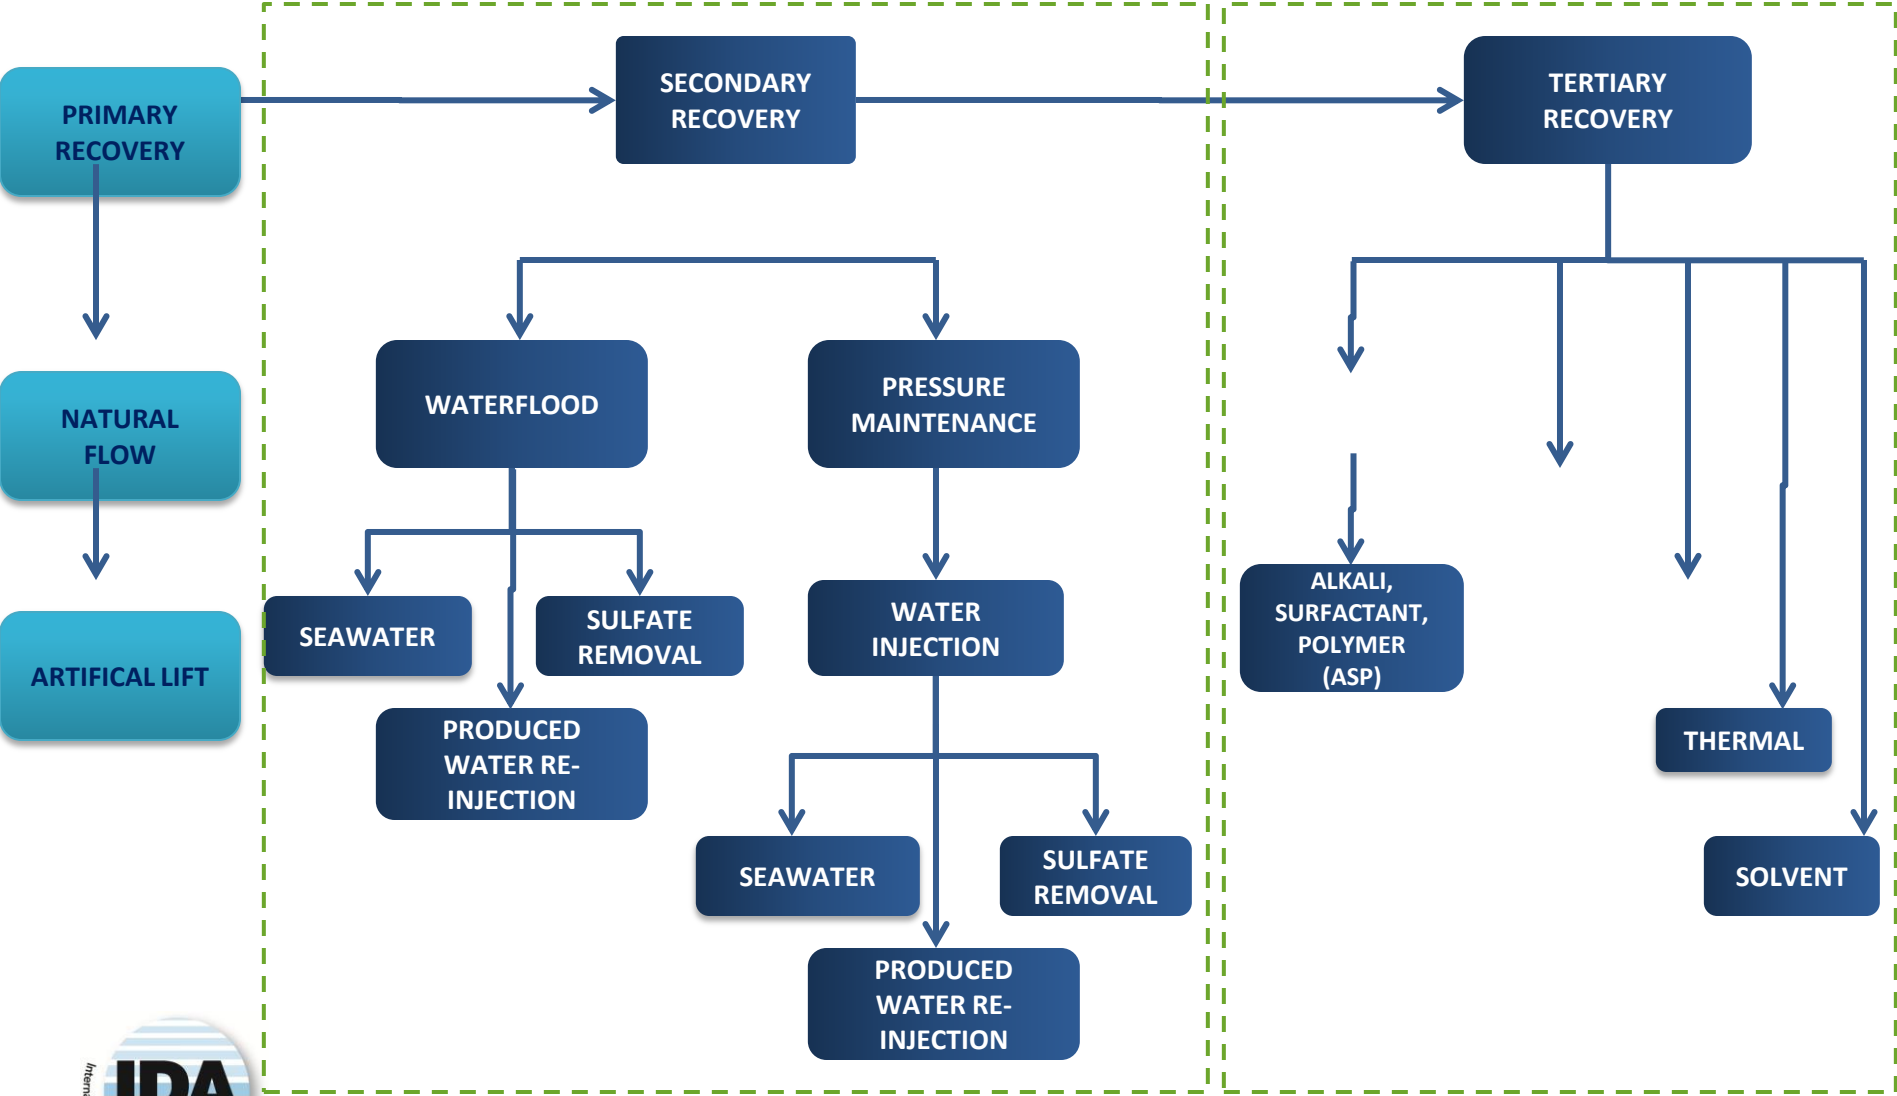 PRIMARY
RECOVERY
SECONDARY
RECOVERY
TERTIARY
RECOVERY
NATURAL
FLOW
WATERFLOOD
PRESSURE
MAINTENANCE
ARTIFICAL LIFT
SEAWATER
SULFATE
REMOVAL
PRODUCED
WATER RE-
INJECTION
WATER
INJECTION
SEAWATER
SULFATE
REMOVAL
PRODUCED
WATER RE-
INJECTION
ALKALI,
SURFACTANT,
POLYMER
(ASP)
THERMAL
SOLVENT
IDA